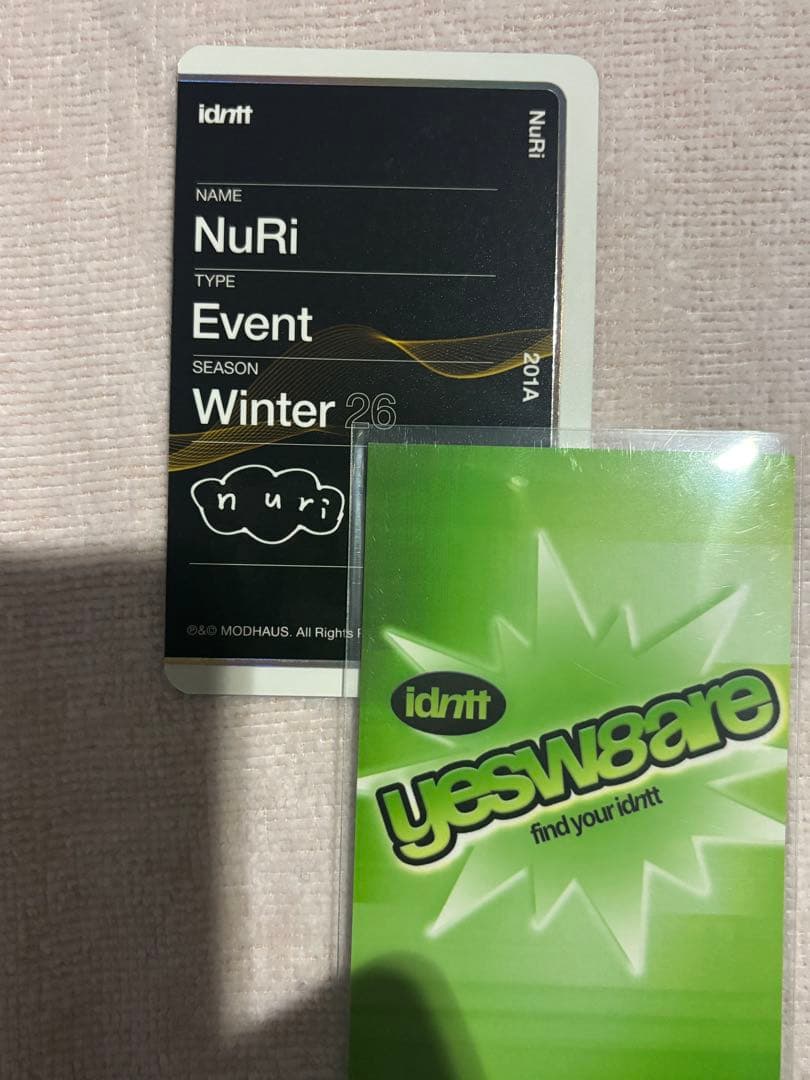 idntt
NuRi
NAME
NuRi
TYPE
Event
SEASON
Winter 26
201A
nuri
℗&© MODHAUS. All Rights
idntt
yesw8are
find your idntt